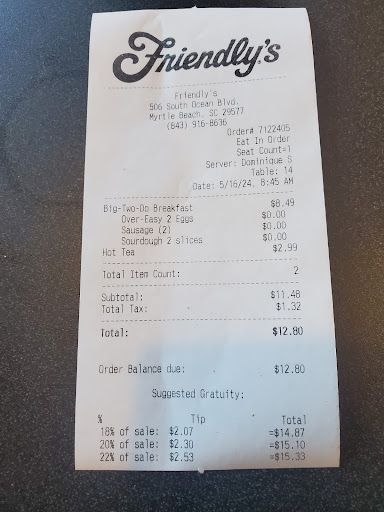 Friendly's
Friendly's
506 South Ocean Blvd.
Myrtle Beach, SC 29577
(843) 916-8636
Order# 7122405
Eat In Order
Seat Count=1
Server: Dominique S
Table: 14
Date: 5/16/24, 8:45 AM
Big-Two-Do Breakfast $8.49
Over-Easy 2 Eggs $0.00
Sausage (2) $0.00
Sourdough 2 slices $0.00
Hot Tea $2.99
Total Item Count: 2
Subtotal: $11.48
Total Tax: $1.32
Total: $12.80
Order Balance due: $12.80
Suggested Gratuity:
% Tip Total
18% of sale: $2.07 =$14.87
20% of sale: $2.30 =$15.10
22% of sale: $2.53 =$15.33